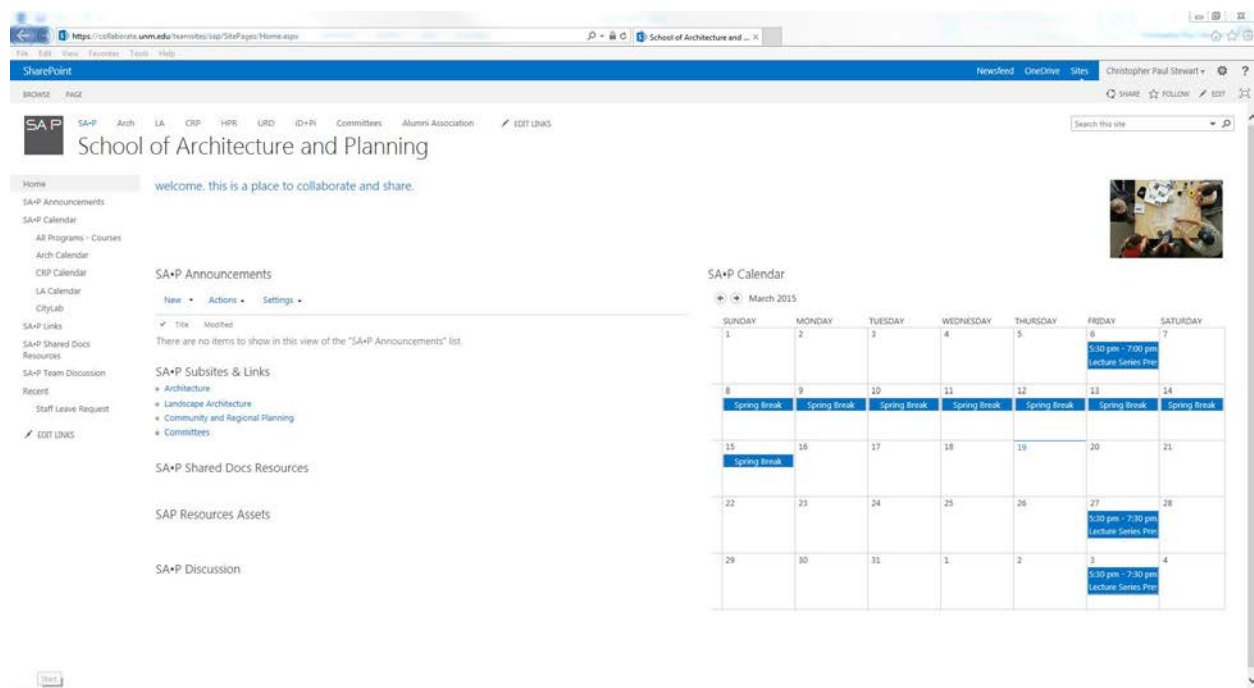 https://collaborate.unm.edu/teamsites/sap/SitePages/Home.aspx
School of Architecture and ...
File Edit View Favorites Tools Help
SharePoint
Newsfeed OneDrive Sites Christopher Paul Stewart ?
BROWSE PAGE
SHARE FOLLOW EDIT
SA P
SA•P Arch LA CRP HPR URD iD+Pi Committees Alumni Association EDIT LINKS
Search this site
School of Architecture and Planning
Home
SA•P Announcements
SA•P Calendar
All Programs - Courses
Arch Calendar
CRP Calendar
LA Calendar
CityLab
SA•P Links
SA•P Shared Docs
Resources
SA•P Team Discussion
Recent
Staff Leave Request
EDIT LINKS
welcome. this is a place to collaborate and share.
SA•P Announcements
New Actions Settings
Title Modified
There are no items to show in this view of the "SA•P Announcements" list
SA•P Subsites & Links
Architecture
Landscape Architecture
Community and Regional Planning
Committees
SA•P Shared Docs Resources
SAP Resources Assets
SA•P Discussion
SA•P Calendar
March 2015
SUNDAY MONDAY TUESDAY WEDNESDAY THURSDAY FRIDAY SATURDAY
1 2 3 4 5 6 7
5:30 pm - 7:00 pm
Lecture Series Pre
8 9 10 11 12 13 14
Spring Break Spring Break Spring Break Spring Break Spring Break Spring Break Spring Break
15 16 17 18 19 20 21
Spring Break
22 23 24 25 26 27 28
5:30 pm - 7:30 pm
Lecture Series Pre
29 30 31 1 2 3 4
5:30 pm - 7:30 pm
Lecture Series Pre
Start